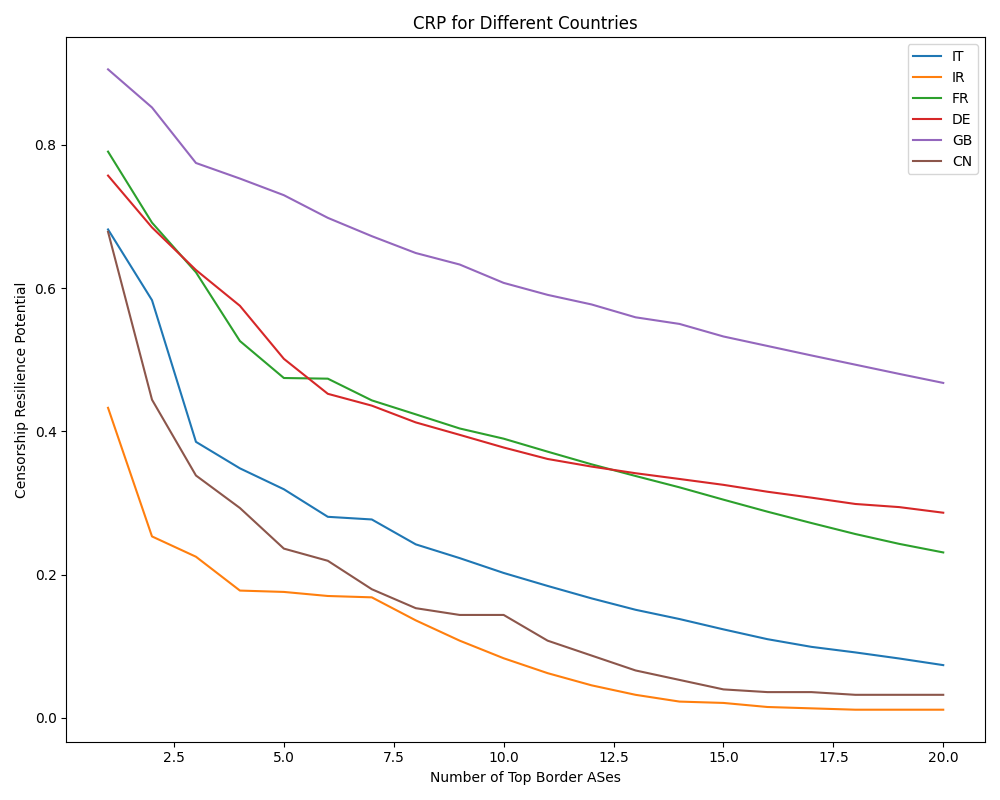 CRP for Different Countries
IT
IR
FR
DE
GB
CN
Censorship Resilience Potential
0.8
0.6
0.4
0.2
0.0
2.5 5.0 7.5 10.0 12.5 15.0 17.5 20.0
Number of Top Border ASes